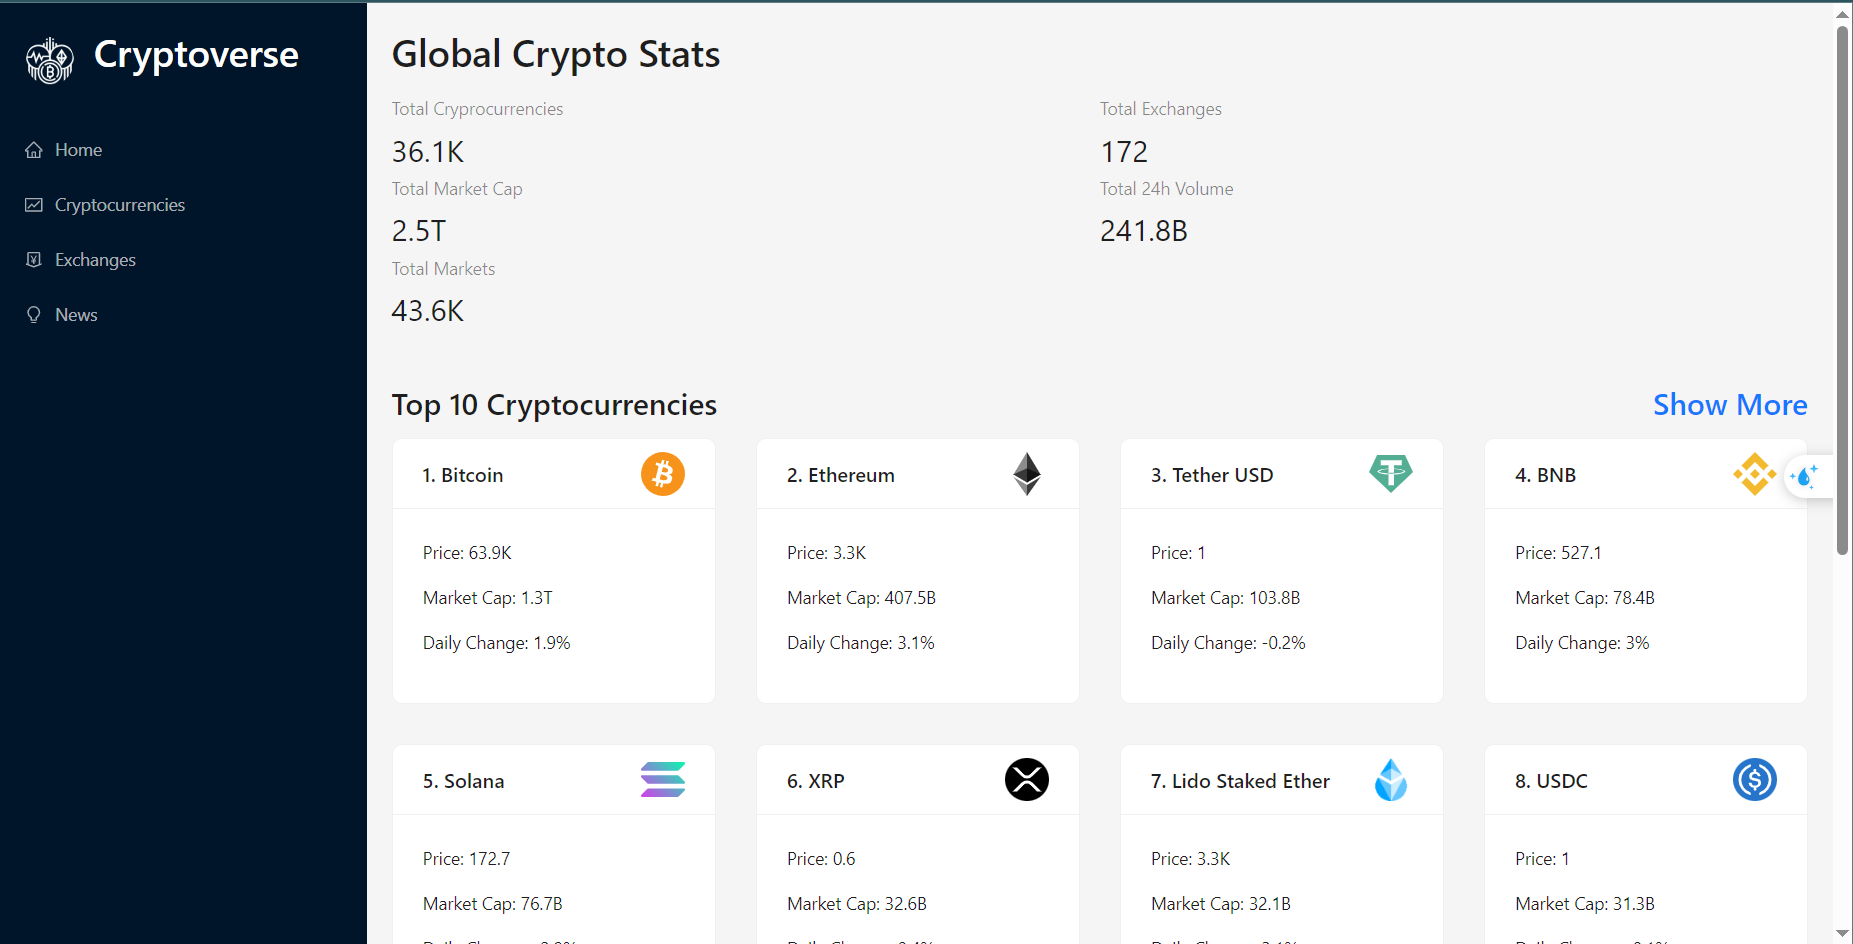 Cryptoverse
Home
Cryptocurrencies
Exchanges
News
Global Crypto Stats
Total Cryprocurrencies
36.1K
Total Exchanges
172
Total Market Cap
2.5T
Total 24h Volume
241.8B
Total Markets
43.6K
Top 10 Cryptocurrencies
Show More
1. Bitcoin
Price: 63.9K
Market Cap: 1.3T
Daily Change: 1.9%
2. Ethereum
Price: 3.3K
Market Cap: 407.5B
Daily Change: 3.1%
3. Tether USD
Price: 1
Market Cap: 103.8B
Daily Change: -0.2%
4. BNB
Price: 527.1
Market Cap: 78.4B
Daily Change: 3%
5. Solana
Price: 172.7
Market Cap: 76.7B
6. XRP
Price: 0.6
Market Cap: 32.6B
7. Lido Staked Ether
Price: 3.3K
Market Cap: 32.1B
8. USDC
Price: 1
Market Cap: 31.3B